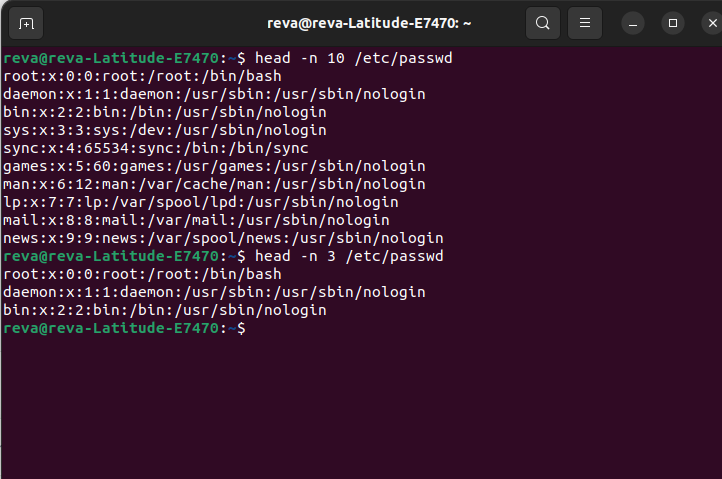 reva@reva-Latitude-E7470: ~
reva@reva-Latitude-E7470:~$ head -n 10 /etc/passwd
root:x:0:0:root:/root:/bin/bash
daemon:x:1:1:daemon:/usr/sbin:/usr/sbin/nologin
bin:x:2:2:bin:/bin:/usr/sbin/nologin
sys:x:3:3:sys:/dev:/usr/sbin/nologin
sync:x:4:65534:sync:/bin:/bin/sync
games:x:5:60:games:/usr/games:/usr/sbin/nologin
man:x:6:12:man:/var/cache/man:/usr/sbin/nologin
lp:x:7:7:lp:/var/spool/lpd:/usr/sbin/nologin
mail:x:8:8:mail:/var/mail:/usr/sbin/nologin
news:x:9:9:news:/var/spool/news:/usr/sbin/nologin
reva@reva-Latitude-E7470:~$ head -n 3 /etc/passwd
root:x:0:0:root:/root:/bin/bash
daemon:x:1:1:daemon:/usr/sbin:/usr/sbin/nologin
bin:x:2:2:bin:/bin:/usr/sbin/nologin
reva@reva-Latitude-E7470:~$